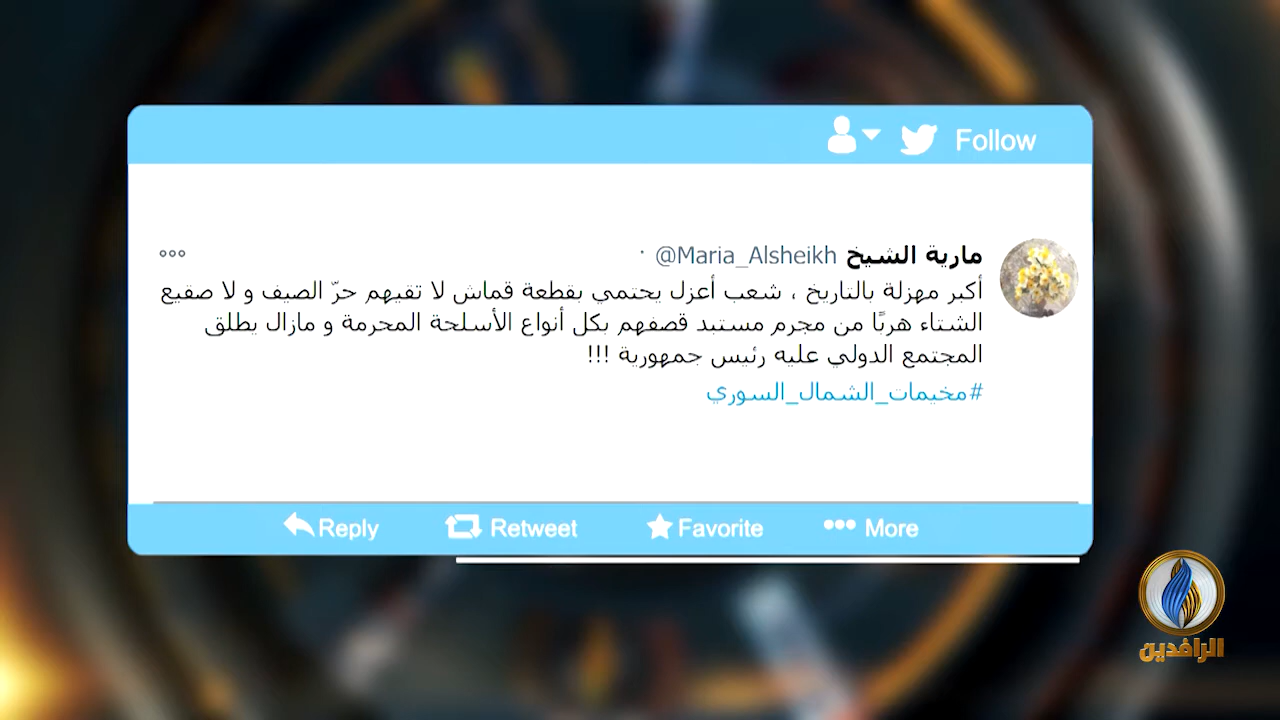 Follow
مارية الشيخ @Maria_Alsheikh ·
أكبر مهزلة بالتاريخ ، شعب أعزل يحتمي بقطعة قماش لا تقيهم حرّ الصيف و لا صقيع
الشتاء هربًا من مجرم مستبد قصفهم بكل أنواع الأسلحة المحرمة و مازال يطلق
المجتمع الدولي عليه رئيس جمهورية !!!
#مخيمات_الشمال_السوري
Reply Retweet Favorite More
الرافدين